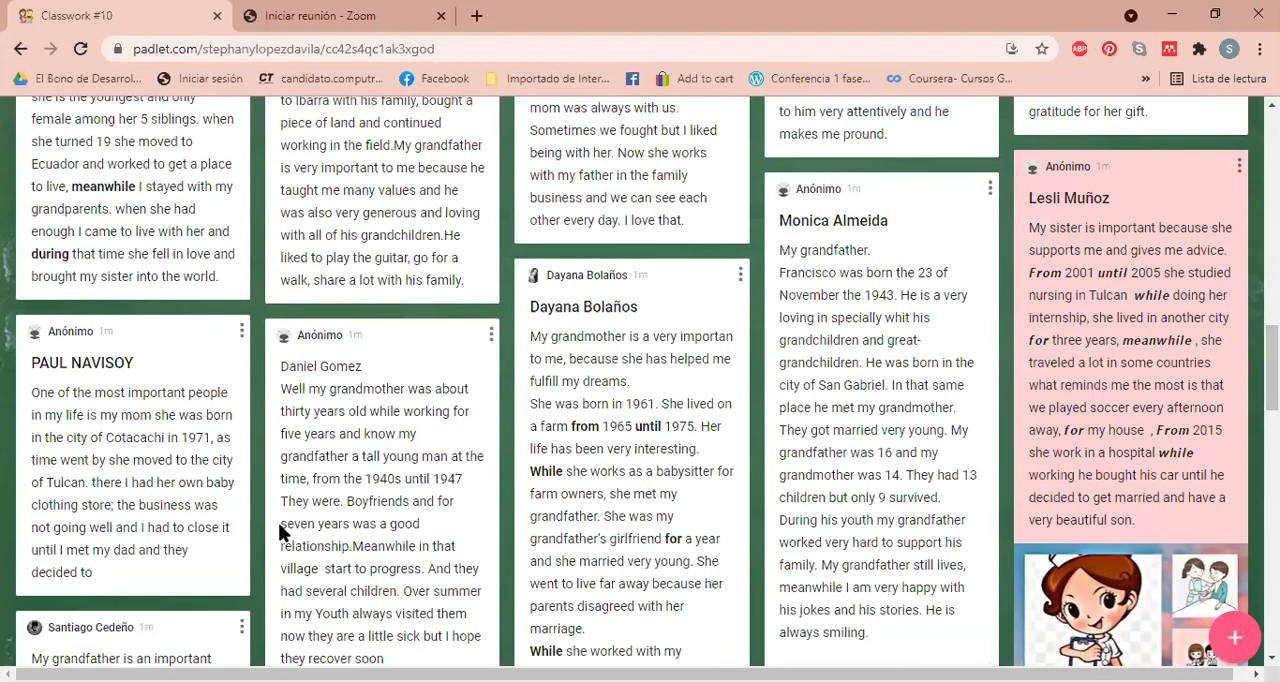 Classwork #10
Iniciar reunión - Zoom
padlet.com/stephanylopezdavila/cc42s4qc1ak3xgod
ABP
S
El Bono de Desarrol...
Iniciar sesión
CT candidato.computr...
Facebook
Importado de Inter...
Add to cart
Conferencia 1 fase...
Coursera- Cursos G...
»
Lista de lectura
she is the youngest and only
female among her 5 siblings. when
she turned 19 she moved to
Ecuador and worked to get a place
to live, meanwhile I stayed with my
grandparents. when she had
enough I came to live with her and
during that time she fell in love and
brought my sister into the world.
Anónimo 1m
PAUL NAVISOY
One of the most important people
in my life is my mom she was born
in the city of Cotacachi in 1971, as
time went by she moved to the city
of Tulcan. there I had her own baby
clothing store; the business was
not going well and I had to close it
until I met my dad and they
decided to
Santiago Cedeño 1m
My grandfather is an important
to Ibarra with his family, bought a
piece of land and continued
working in the field.My grandfather
is very important to me because he
taught me many values and he
was also very generous and loving
with all of his grandchildren.He
liked to play the guitar, go for a
walk, share a lot with his family.
Anónimo 1m
Daniel Gomez
Well my grandmother was about
thirty years old while working for
five years and know my
grandfather a tall young man at the
time, from the 1940s until 1947
They were. Boyfriends and for
seven years was a good
relationship.Meanwhile in that
village start to progress. And they
had several children. Over summer
in my Youth always visited them
now they are a little sick but I hope
they recover soon
mom was always with us.
Sometimes we fought but I liked
being with her. Now she works
with my father in the family
business and we can see each
other every day. I love that.
Dayana Bolaños 1m
Dayana Bolaños
My grandmother is a very importan
to me, because she has helped me
fulfill my dreams.
She was born in 1961. She lived on
a farm from 1965 until 1975. Her
life has been very interesting.
While she works as a babysitter for
farm owners, she met my
grandfather. She was my
grandfather's girlfriend for a year
and she married very young. She
went to live far away because her
parents disagreed with her
marriage.
While she worked with my
to him very attentively and he
makes me pround.
Anónimo 1m
Monica Almeida
My grandfather.
Francisco was born the 23 of
November the 1943. He is a very
loving in specially whit his
grandchildren and great-
grandchildren. He was born in the
city of San Gabriel. In that same
place he met my grandmother.
They got married very young. My
grandfather was 16 and my
grandmother was 14. They had 13
children but only 9 survived.
During his youth my grandfather
worked very hard to support his
family. My grandfather still lives,
meanwhile I am very happy with
his jokes and his stories. He is
always smiling.
gratitude for her gift.
Anónimo 1m
Lesli Muñoz
My sister is important because she
supports me and gives me advice.
From 2001 until 2005 she studied
nursing in Tulcan while doing her
internship, she lived in another city
for three years, meanwhile , she
traveled a lot in some countries
what reminds me the most is that
we played soccer every afternoon
away, for my house , From 2015
she work in a hospital while
working he bought his car until he
decided to get married and have a
very beautiful son.